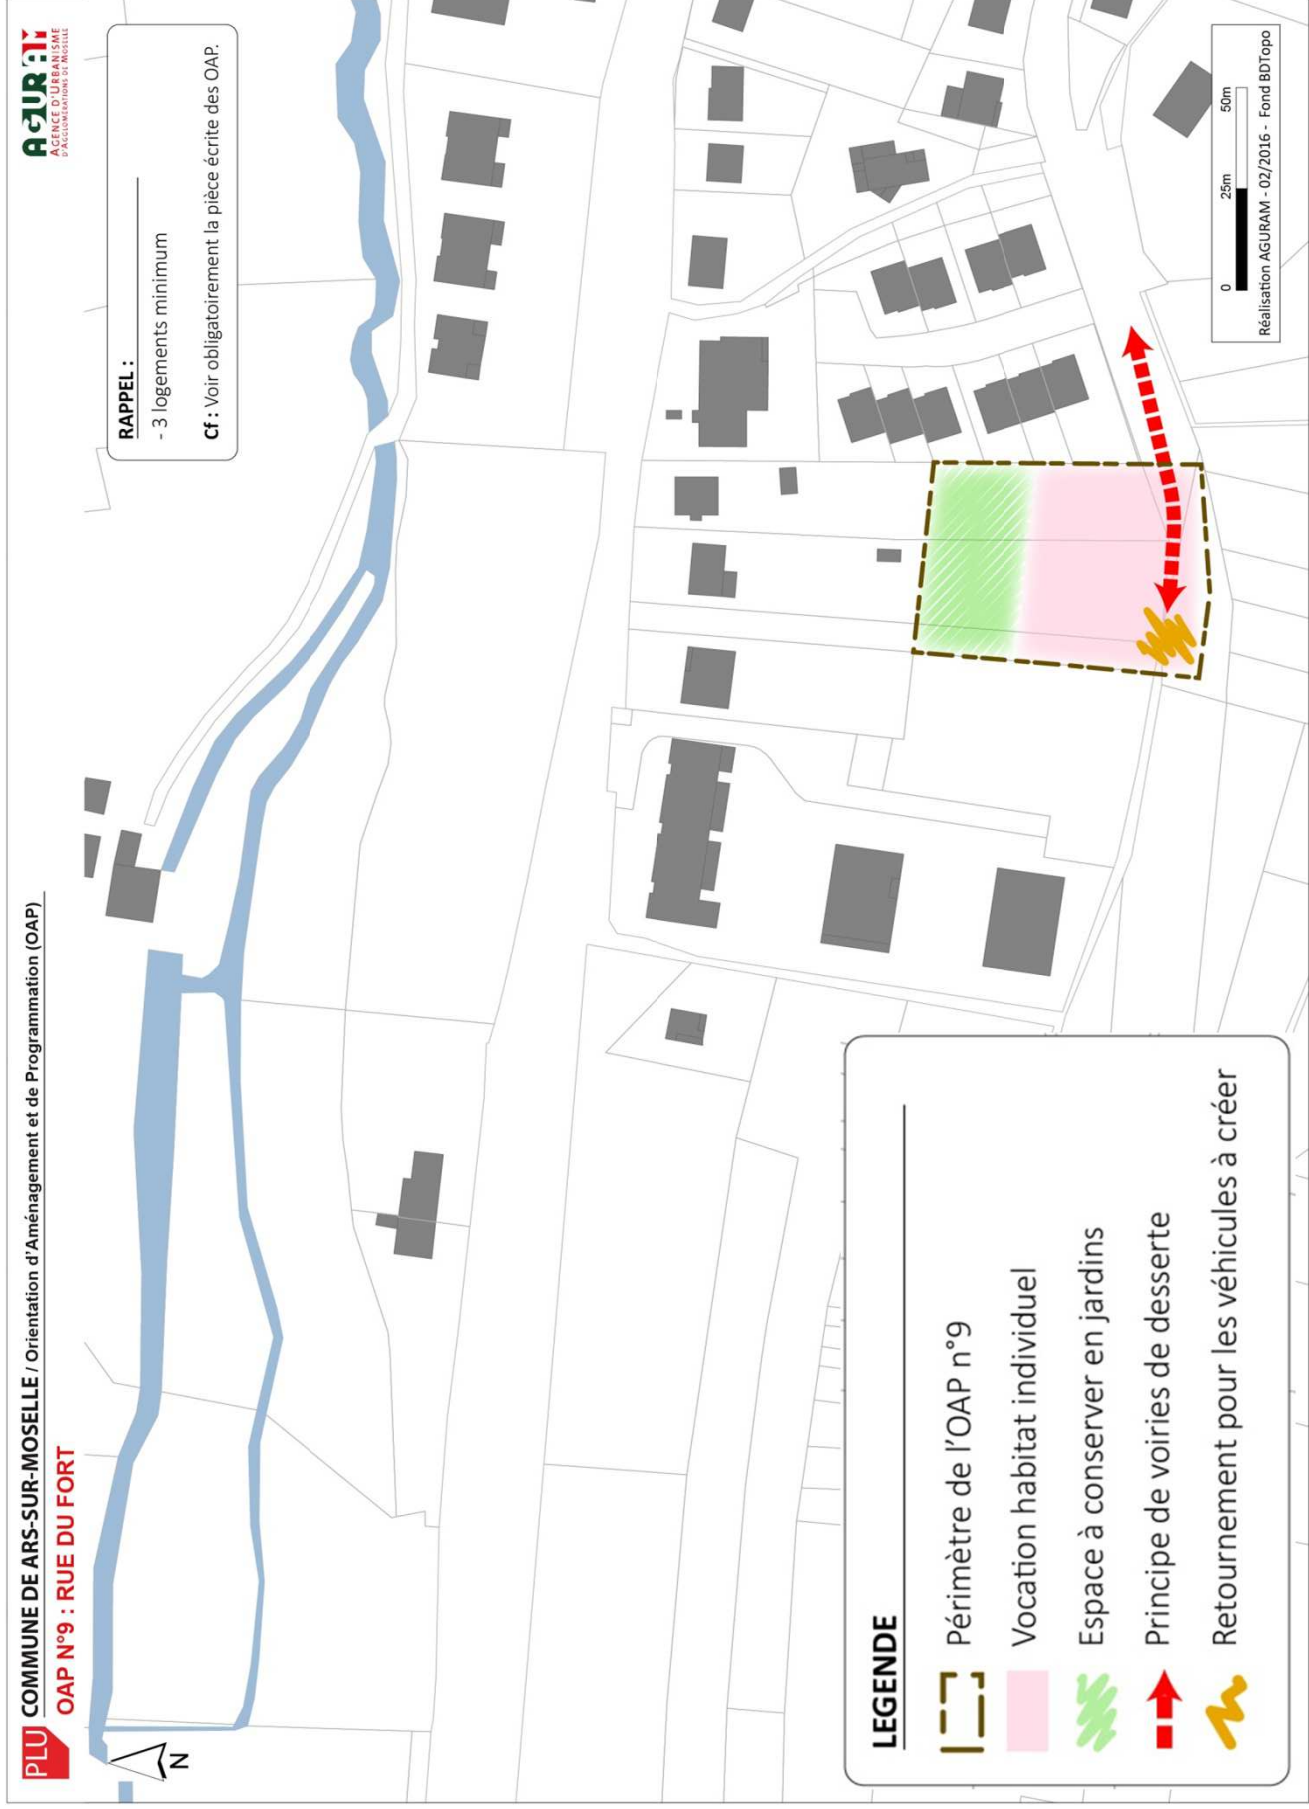 PLU
COMMUNE DE ARS-SUR-MOSELLE / Orientation d'Aménagement et de Programmation (OAP)
OAP N°9 : RUE DU FORT
AGURAM
AGENCE D'URBANISME
D'AGGLOMÉRATIONS DE MOSELLE
N
RAPPEL :
- 3 logements minimum
Cf : Voir obligatoirement la pièce écrite des OAP.
LEGENDE
Périmètre de l'OAP n°9
Vocation habitat individuel
Espace à conserver en jardins
Principe de voiries de desserte
Retournement pour les véhicules à créer
0 25m 50m
Réalisation AGURAM - 02/2016 - Fond BDTopo